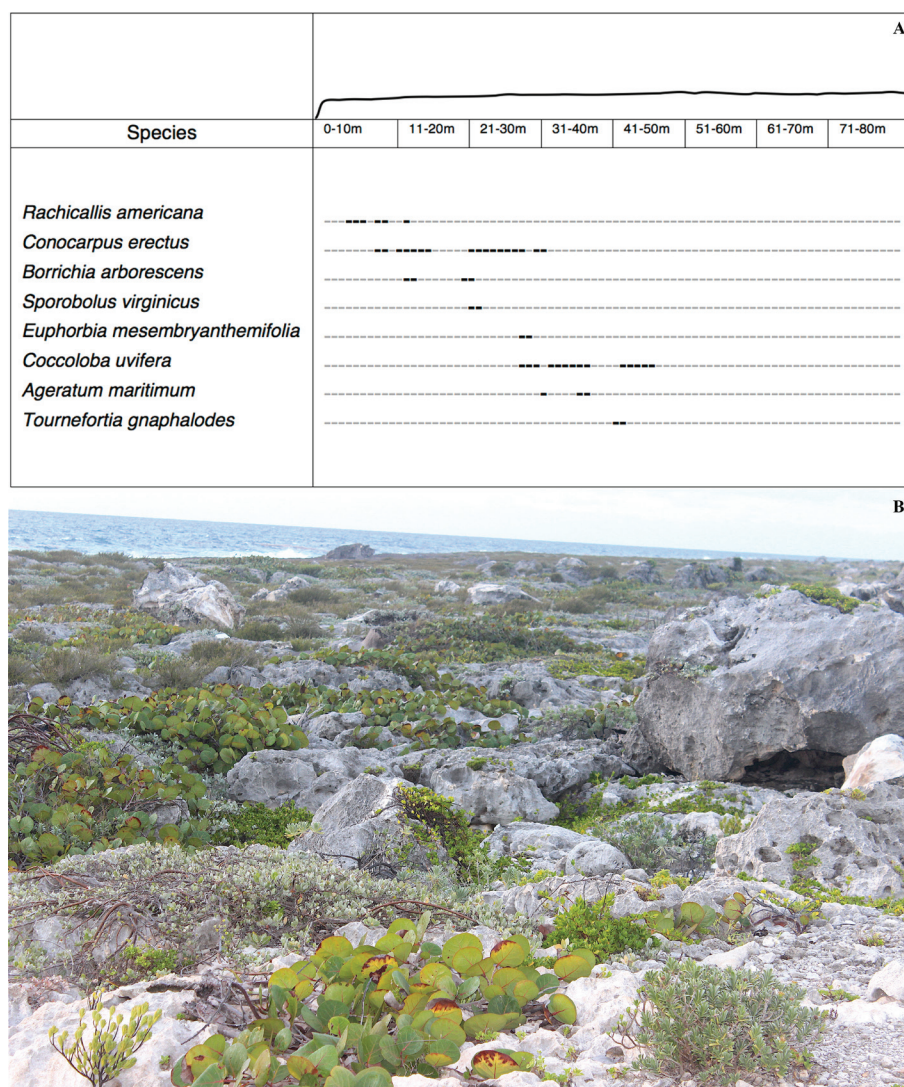 A
Species 0-10m 11-20m 21-30m 31-40m 41-50m 51-60m 61-70m 71-80m
Rachicallis americana
Conocarpus erectus
Borrichia arborescens
Sporobolus virginicus
Euphorbia mesembryanthemifolia
Coccoloba uvifera
Ageratum maritimum
Tournefortia gnaphalodes
B